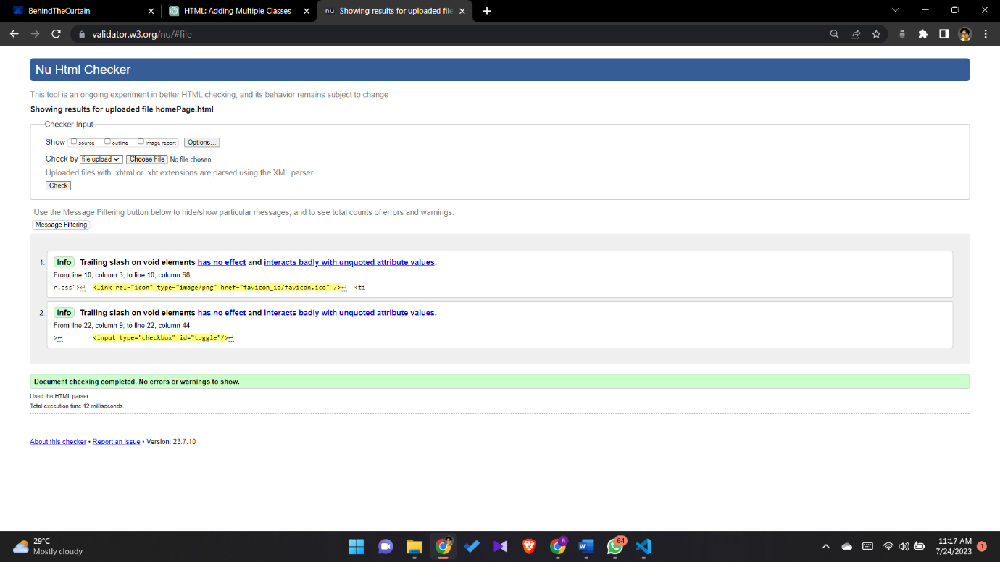 BehindTheCurtain
HTML: Adding Multiple Classes
nu Showing results for uploaded file
validator.w3.org/nu/#file
Nu Html Checker
This tool is an ongoing experiment in better HTML checking, and its behavior remains subject to change
Showing results for uploaded file homePage.html
Checker Input
Show source outline image report Options...
Check by file upload Choose File No file chosen
Uploaded files with .xhtml or .xht extensions are parsed using the XML parser.
Check
Use the Message Filtering button below to hide/show particular messages, and to see total counts of errors and warnings.
Message Filtering
1. Info Trailing slash on void elements has no effect and interacts badly with unquoted attribute values.
From line 10, column 3; to line 10, column 68
r.css">↩ <link rel="icon" type="image/png" href="favicon_io/favicon.ico" />↩ <ti
2. Info Trailing slash on void elements has no effect and interacts badly with unquoted attribute values.
From line 22, column 9; to line 22, column 44
>↩ <input type="checkbox" id="toggle"/>↩
Document checking completed. No errors or warnings to show.
Used the HTML parser.
Total execution time 12 milliseconds.
About this checker • Report an issue • Version: 23.7.10
29°C
Mostly cloudy
R
64
11:17 AM
7/24/2023
1